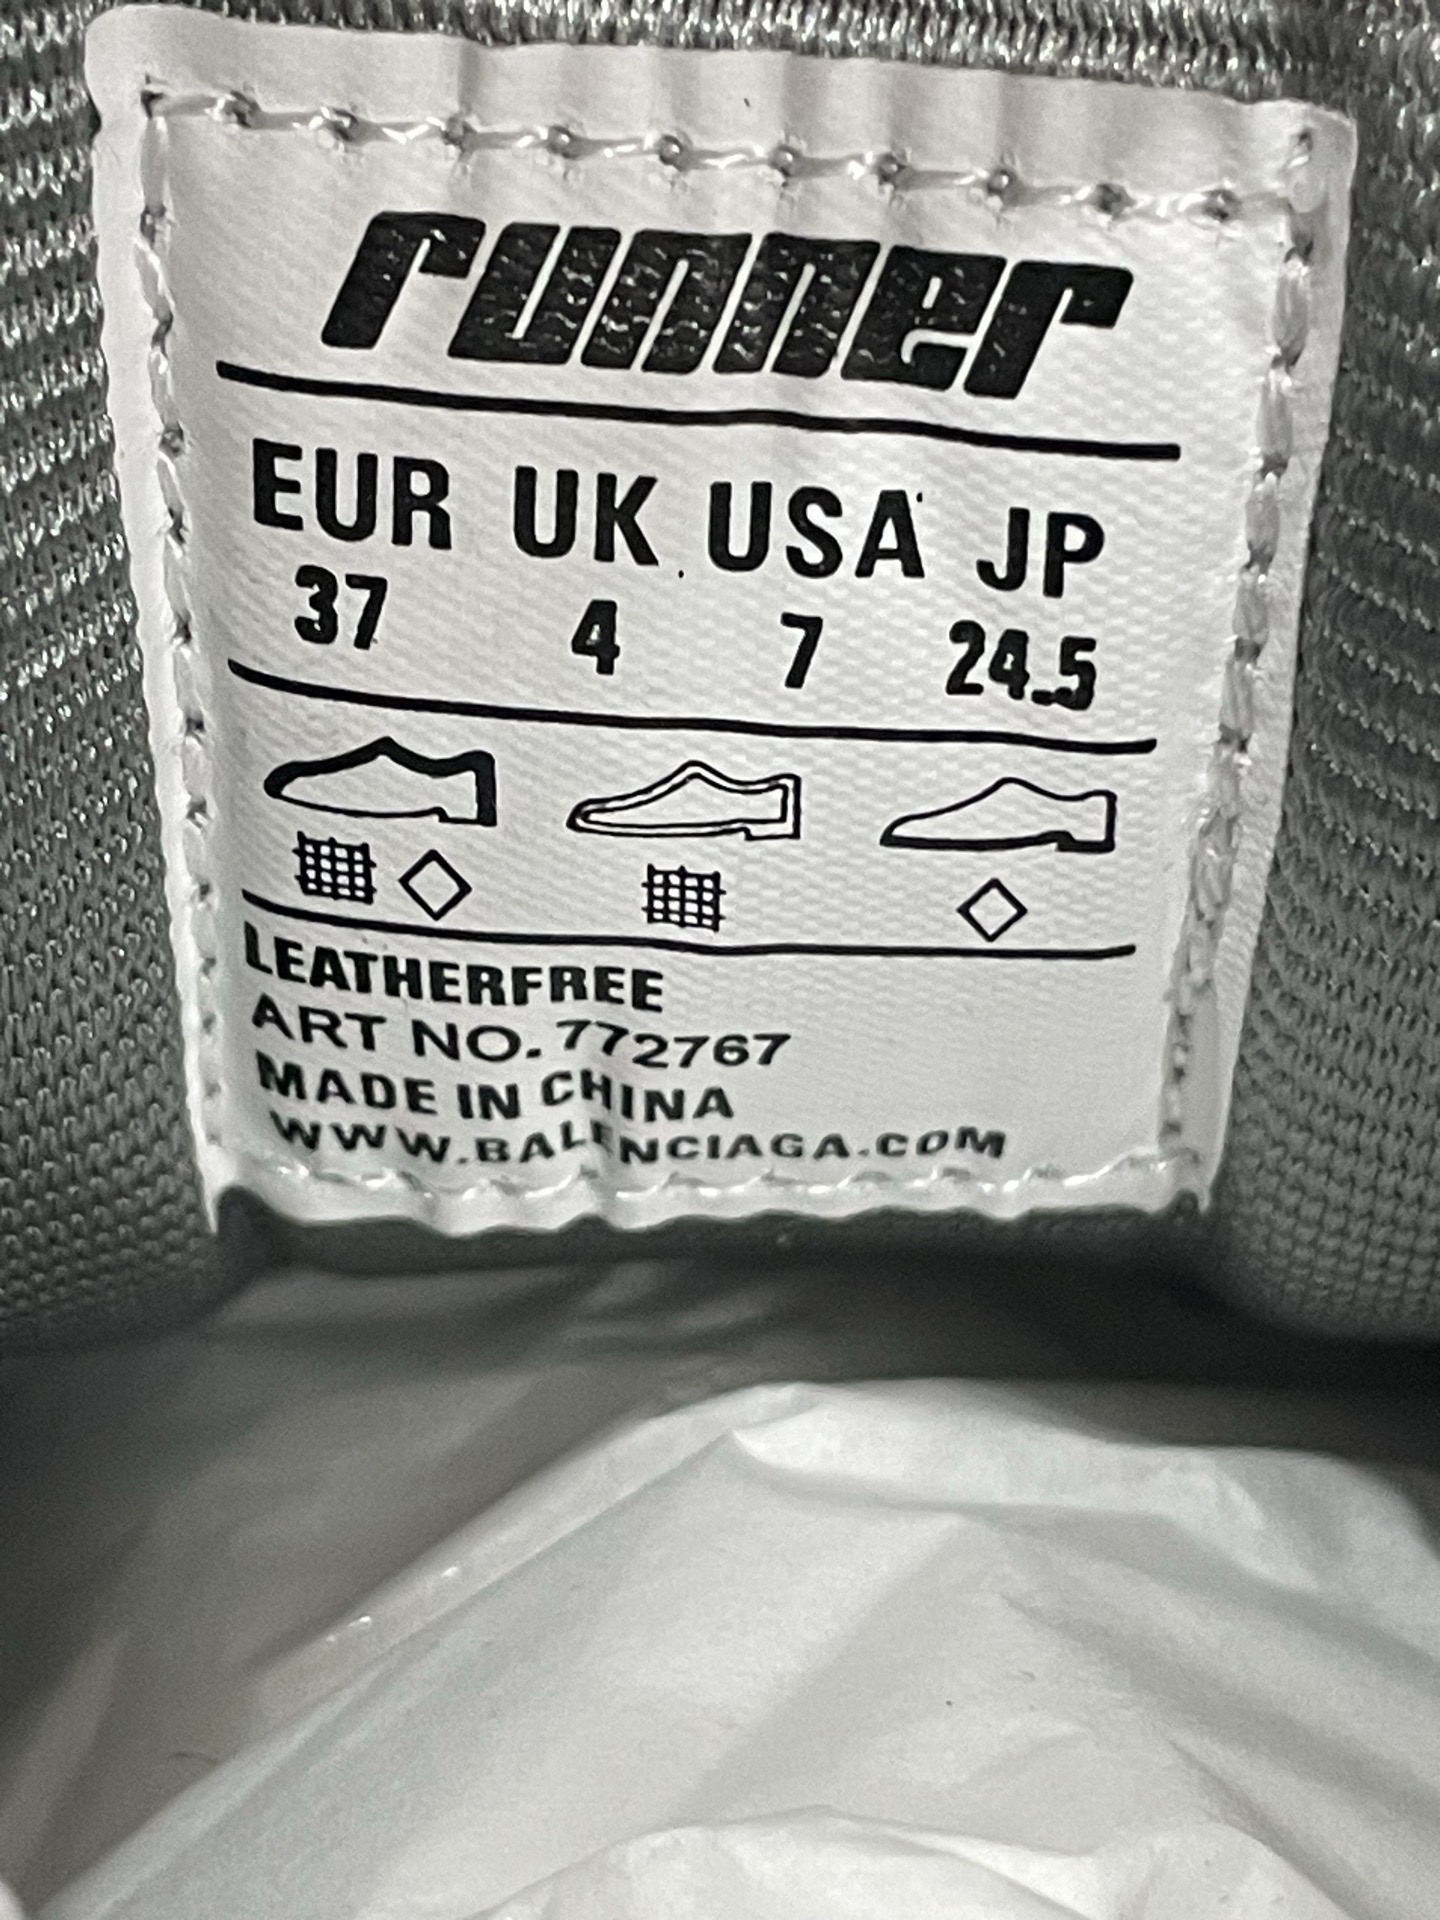 runner
EUR UK USA JP
37 4 7 24.5
LEATHERFREE
ART NO. 772767
MADE IN CHINA
WWW.BALENCIAGA.COM